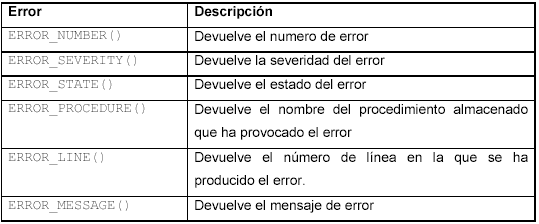 Error Descripción
ERROR_NUMBER() Devuelve el numero de error
ERROR_SEVERITY() Devuelve la severidad del error
ERROR_STATE() Devuelve el estado del error
ERROR_PROCEDURE() Devuelve el nombre del procedimiento almacenado
que ha provocado el error
ERROR_LINE() Devuelve el número de línea en la que se ha
producido el error.
ERROR_MESSAGE() Devuelve el mensaje de error